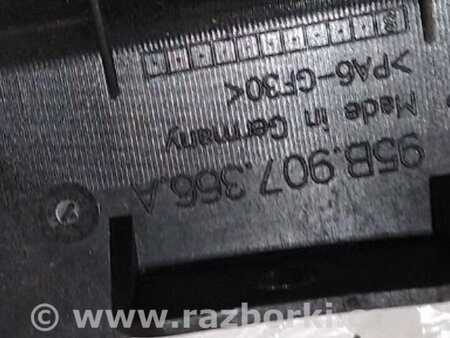 95B.907.366.A
Made in Germany
>PA6-GF30<
© www.razborki